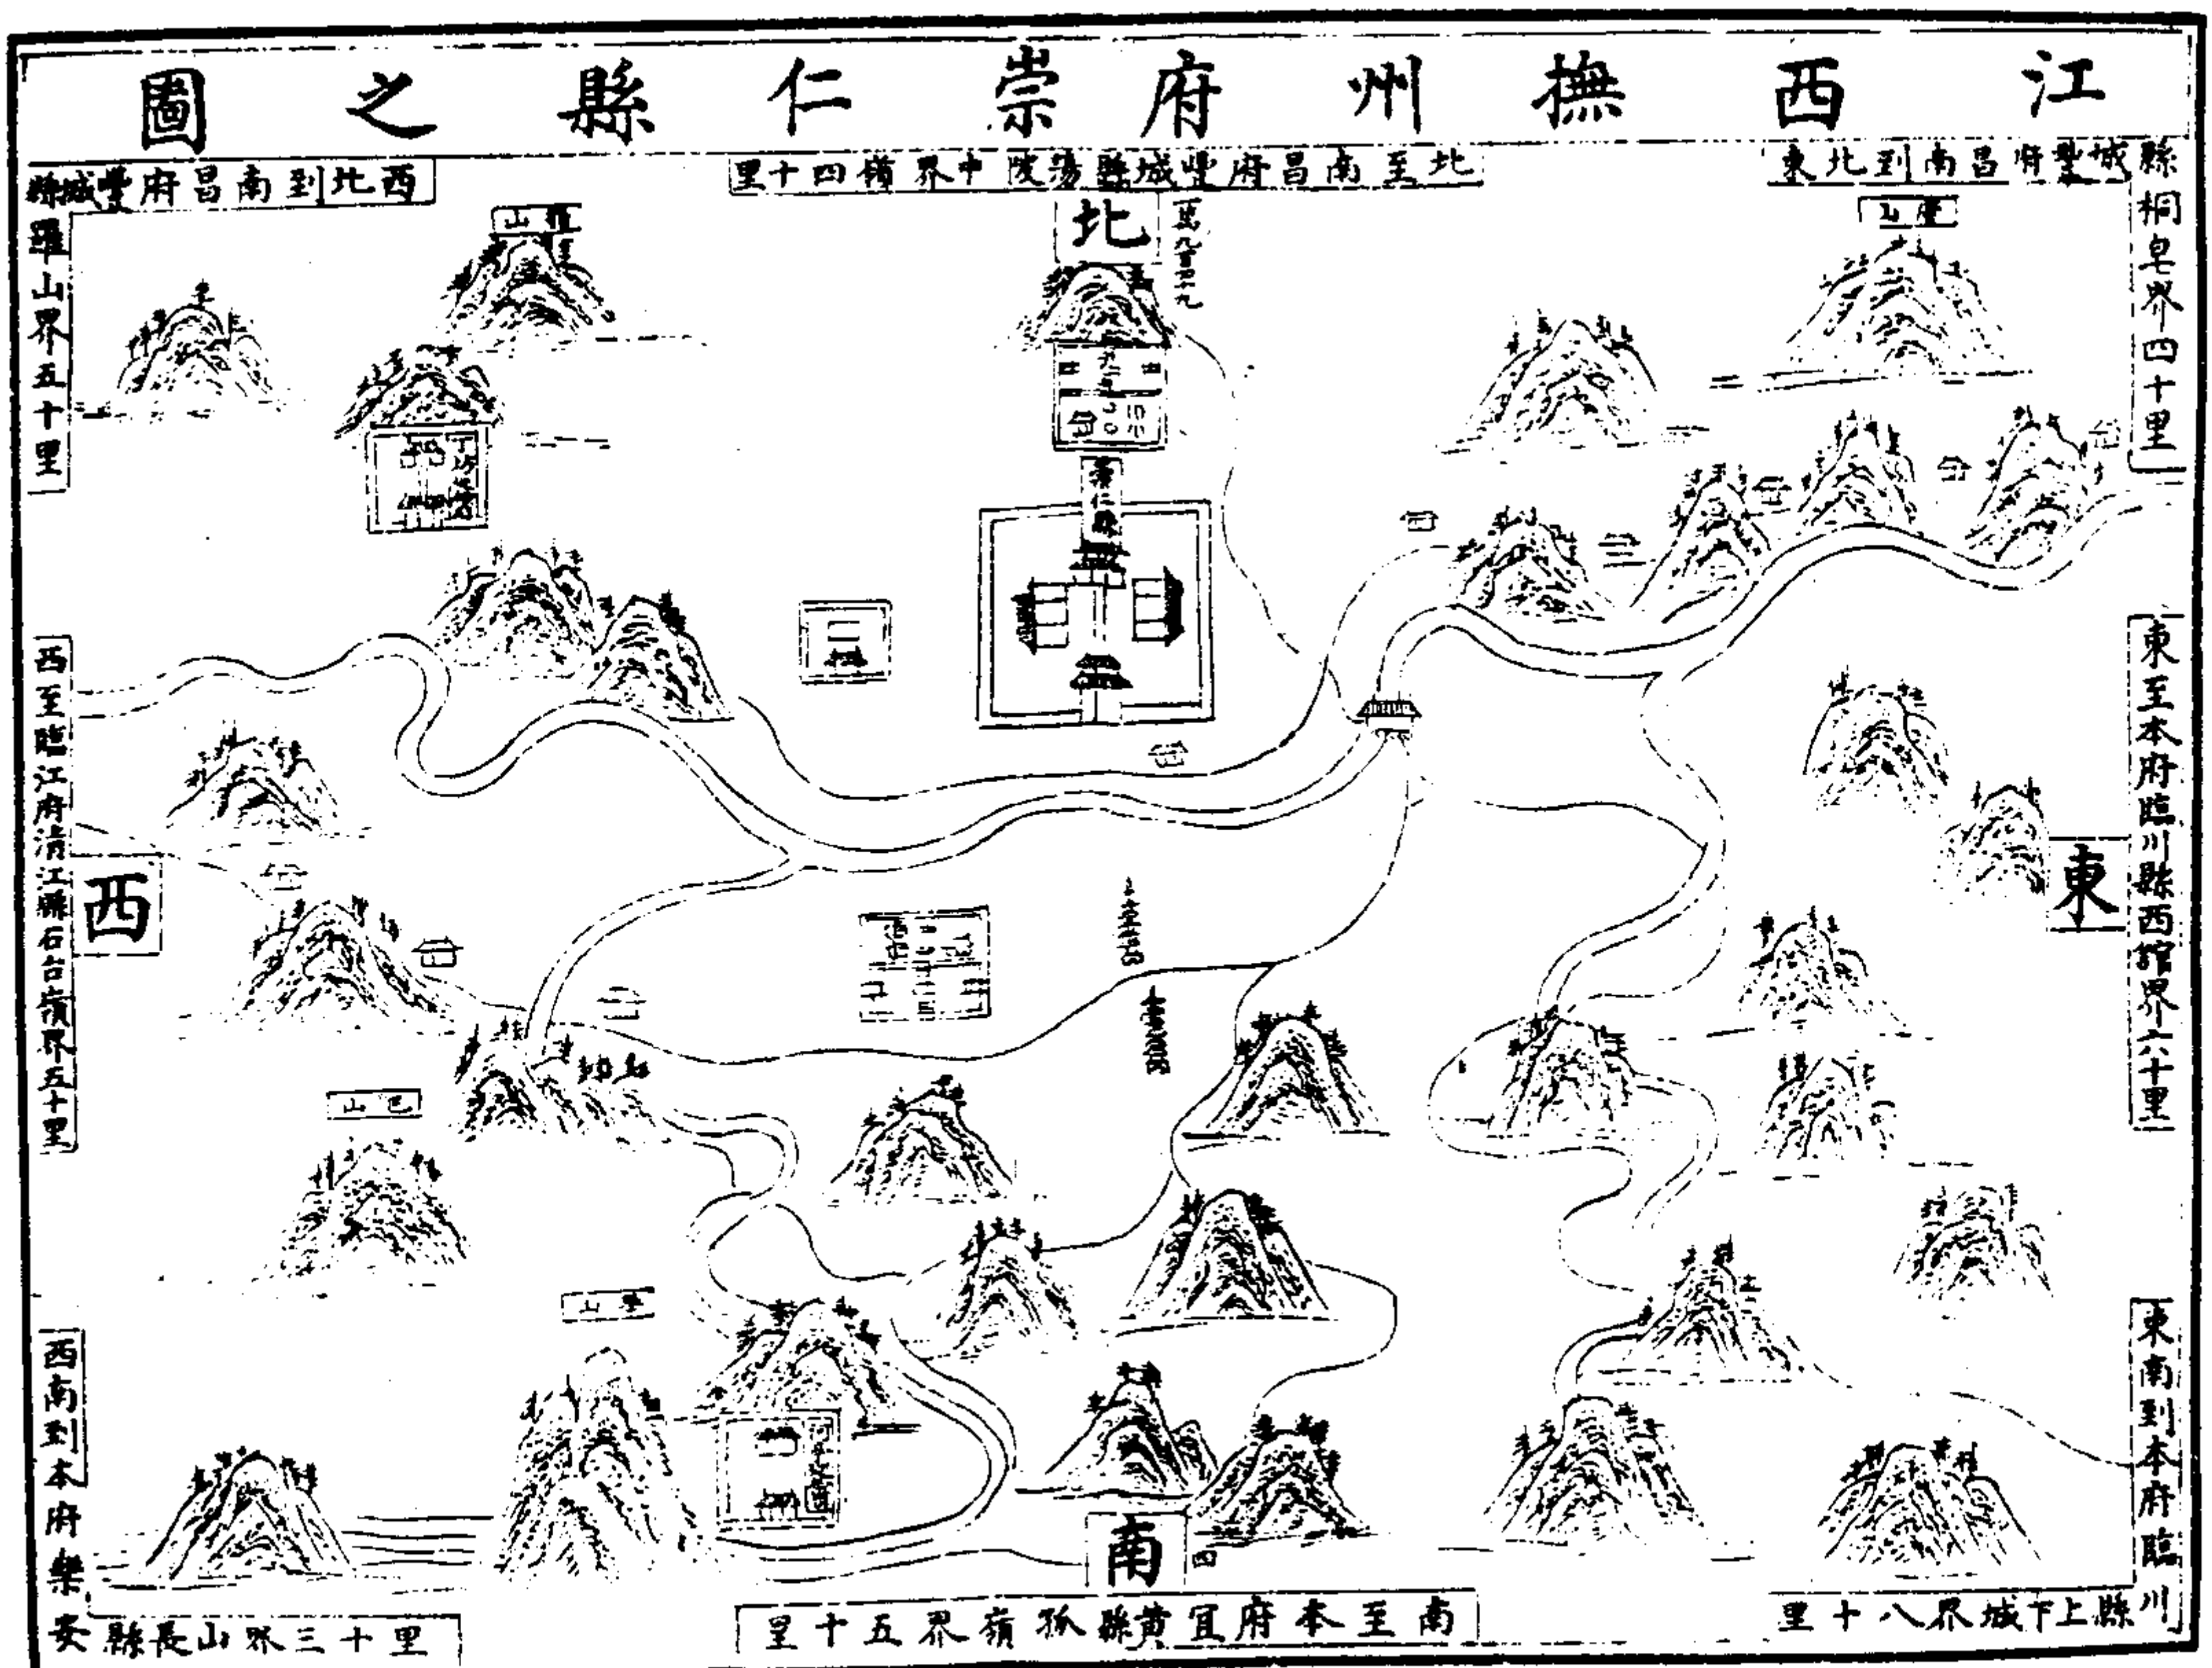 江西撫州府崇仁縣之圖
北至南昌府豐城縣湯陂中界嶺四十里
東北到南昌府豐城縣桐皂界四十里
東至本府臨川縣西館界六十里
東南到本府臨川縣上下城界八十里
南至本府宜黃縣狐嶺界五十里
西南到本府樂安縣長山界三十里
西至臨江府清江縣石台嶺界五十里
西北到南昌府豐城縣羅山界五十里
北
東
南
西
崇仁縣
羅山
巴山